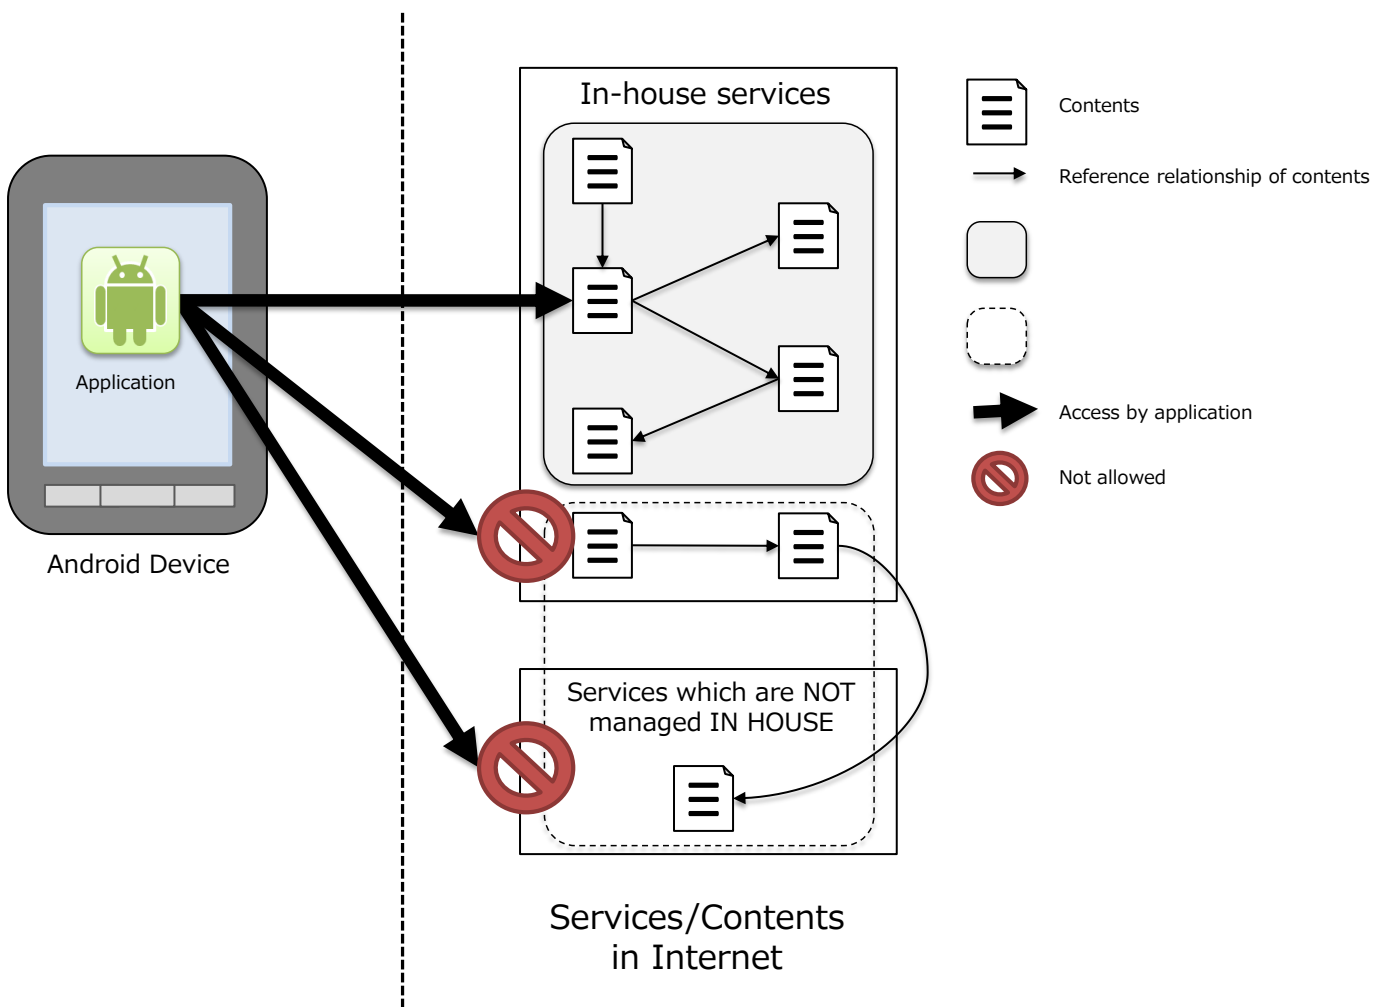 In-house services
Contents
Reference relationship of contents
Application
Access by application
Not allowed
Android Device
Services which are NOT
managed IN HOUSE
Services/Contents
in Internet